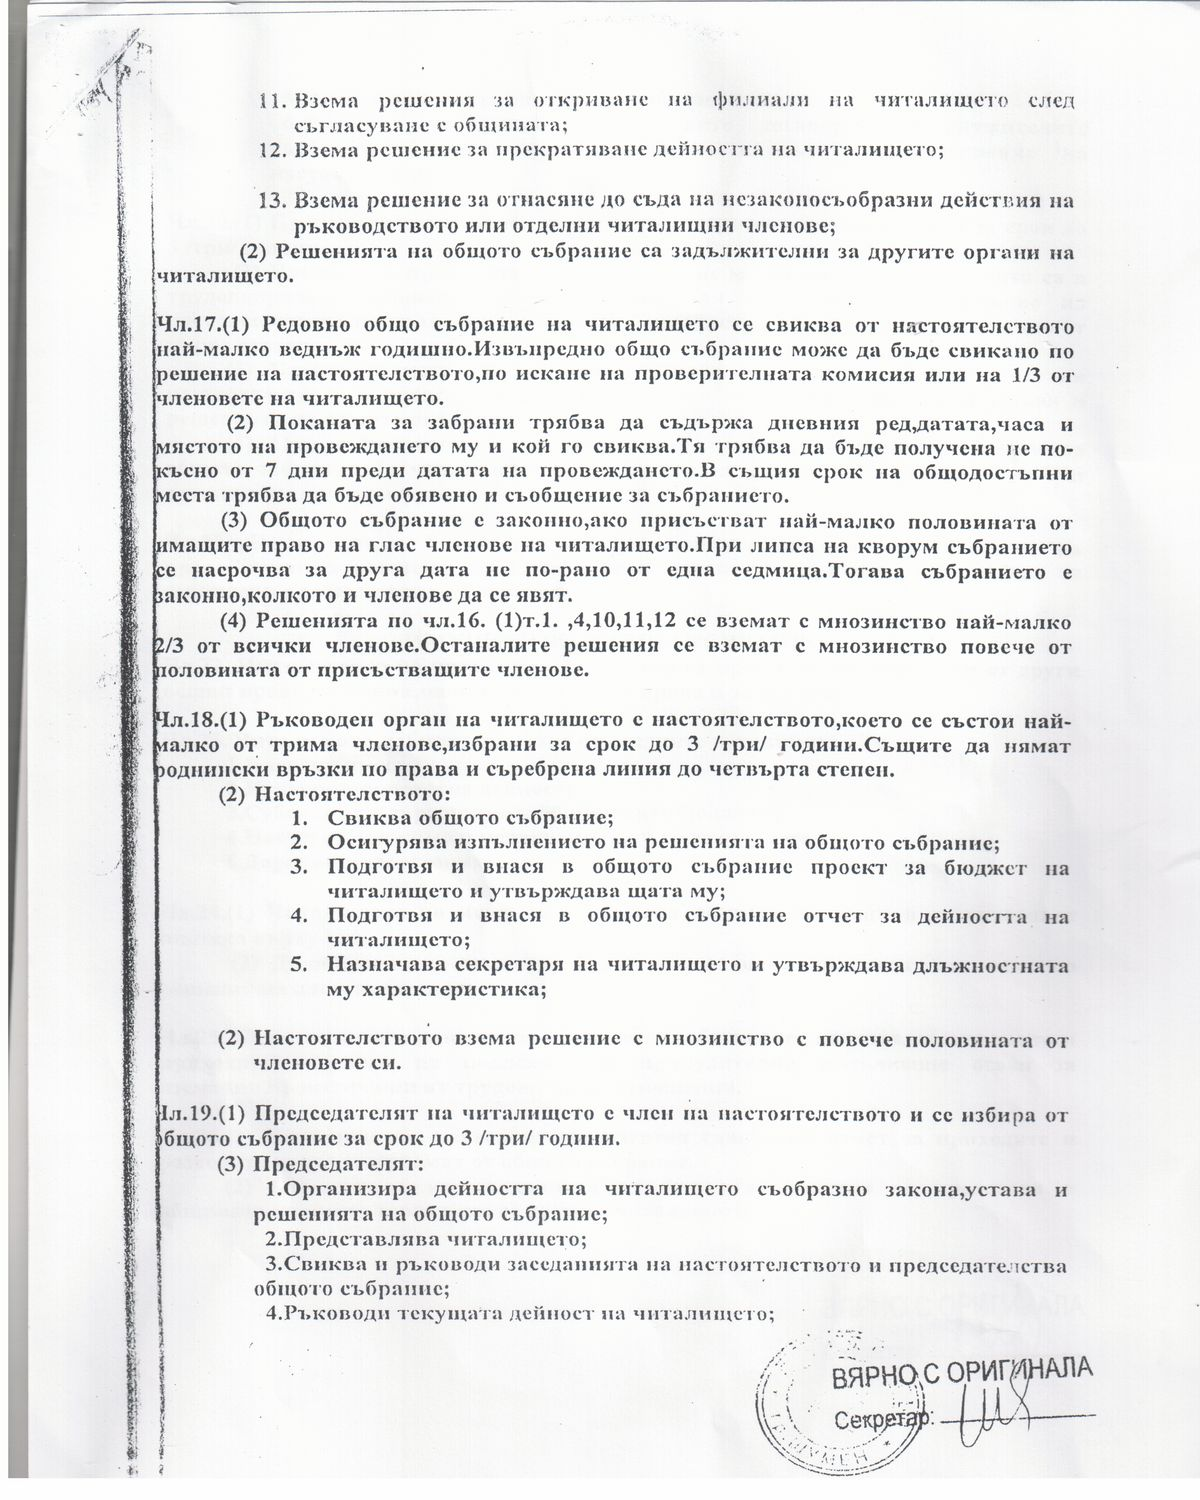 11. Взема решения за откриване на филиали на читалището след
съгласуване с общината;
12. Взема решение за прекратяване дейността на читалището;
13. Взема решение за отнасяне до съда на незаконосъобразни действия на
ръководството или отделни читалищни членове;
(2) Решенията на общото събрание са задължителни за другите органи на
читалището.
Чл.17.(1) Редовно общо събрание на читалището се свиква от настоятелството
най-малко веднъж годишно.Извънредно общо събрание може да бъде свикано по
решение на настоятелството,по искане на проверителната комисия или на 1/3 от
членовете на читалището.
(2) Поканата за забрани трябва да съдържа дневния ред,датата,часа и
мястото на провеждането му и кой го свиква.Тя трябва да бъде получена не по-
късно от 7 дни преди датата на провеждането.В същия срок на общодостъпни
места трябва да бъде обявено и съобщение за събранието.
(3) Общото събрание е законно,ако присъстват най-малко половината от
имащите право на глас членове на читалището.При липса на кворум събранието
се насрочва за друга дата не по-рано от една седмица.Тогава събранието е
законно,колкото и членове да се явят.
(4) Решенията по чл.16. (1)т.1. ,4,10,11,12 се вземат с мнозинство най-малко
2/3 от всички членове.Останалите решения се вземат с мнозинство повече от
половината от присъстващите членове.
Чл.18.(1) Ръководен орган на читалището е настоятелството,което се състои най-
малко от трима членове,избрани за срок до 3 /три/ години.Същите да нямат
роднински връзки по права и съребрена линия до четвърта степен.
(2) Настоятелството:
1. Свиква общото събрание;
2. Осигурява изпълнението на решенията на общото събрание;
3. Подготвя и внася в общото събрание проект за бюджет на
читалището и утвърждава щата му;
4. Подготвя и внася в общото събрание отчет за дейността на
читалището;
5. Назначава секретаря на читалището и утвърждава длъжностната
му характеристика;
(2) Настоятелството взема решение с мнозинство с повече половината от
членовете си.
Чл.19.(1) Председателят на читалището е член на настоятелството и се избира от
общото събрание за срок до 3 /три/ години.
(3) Председателят:
1.Организира дейността на читалището съобразно закона,устава и
решенията на общото събрание;
2.Представлява читалището;
3.Свиква и ръководи заседанията на настоятелството и председателства
общото събрание;
4.Ръководи текущата дейност на читалището;
ВЯРНО С ОРИГИНАЛА
Секретар:
ШУМЕН